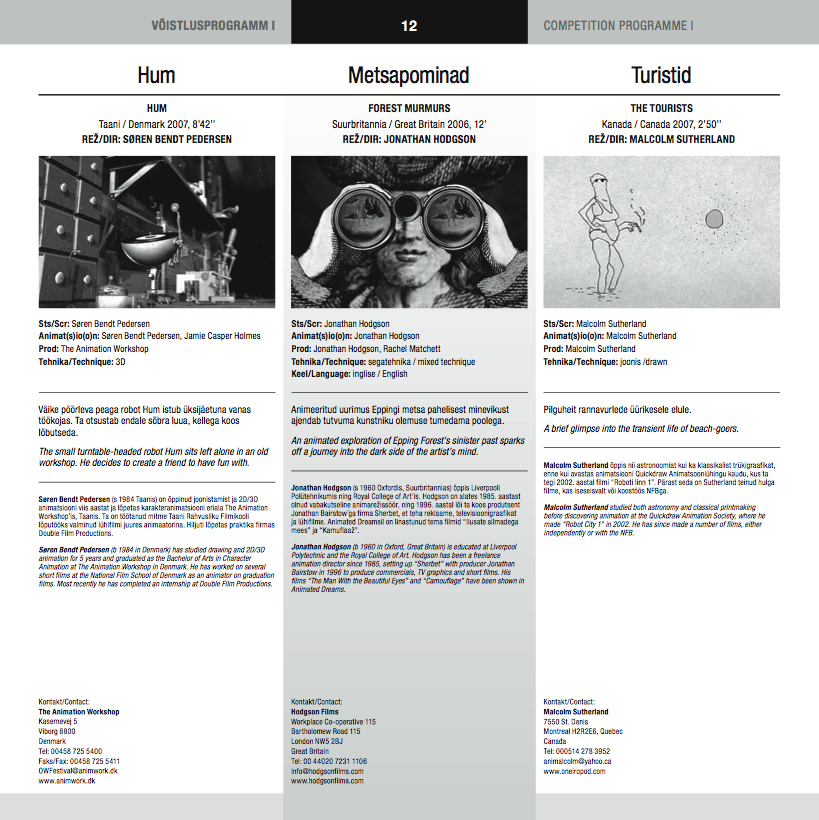 VÕISTLUSPROGRAMM I
12
COMPETITION PROGRAMME I
Hum
HUM
Taani / Denmark 2007, 8'42''
REŽ/DIR: SØREN BENDT PEDERSEN
Sts/Scr: Søren Bendt Pedersen
Animat(s)io(o)n: Søren Bendt Pedersen, Jamie Casper Holmes
Prod: The Animation Workshop
Tehnika/Technique: 3D
Väike pöörleva peaga robot Hum istub üksijäetuna vanas
töökojas. Ta otsustab endale sõbra luua, kellega koos
lõbutseda.
The small turntable-headed robot Hum sits left alone in an old
workshop. He decides to create a friend to have fun with.
Søren Bendt Pedersen (s 1984 Taanis) on õppinud joonistamist ja 2D/3D
animatsiooni viis aastat ja lõpetas karakteranimatsiooni eriala The Animation
Workshop'is, Taanis. Ta on töötanud mitme Taani Rahvusliku Filmikooli
lõputööks valminud lühifilmi juures animaatorina. Hiljuti lõpetas praktika firmas
Double Film Productions.
Søren Bendt Pedersen (b 1984 in Denmark) has studied drawing and 2D/3D
animation for 5 years and graduated as the Bachelor of Arts in Character
Animation at The Animation Workshop in Denmark. He has worked on several
short films at the National Film School of Denmark as an animator on graduation
films. Most recently he has completed an internship at Double Film Productions.
Kontakt/Contact:
The Animation Workshop
Kasernevej 5
Viborg 8800
Denmark
Tel: 00458 725 5400
Faks/Fax: 00458 725 5411
OWFestival@animwork.dk
www.animwork.dk
Metsapominad
FOREST MURMURS
Suurbritannia / Great Britain 2006, 12'
REŽ/DIR: JONATHAN HODGSON
Sts/Scr: Jonathan Hodgson
Animat(s)io(o)n: Jonathan Hodgson
Prod: Jonathan Hodgson, Rachel Matchett
Tehnika/Technique: segatehnika / mixed technique
Keel/Language: inglise / English
Animeeritud uurimus Eppingi metsa pahelisest minevikust
ajendab tutvuma kunstniku olemuse tumedama poolega.
An animated exploration of Epping Forest's sinister past sparks
off a journey into the dark side of the artist's mind.
Jonathan Hodgson (s 1960 Oxfordis, Suurbritannias) õppis Liverpooli
Polütehnikumis ning Royal College of Art'is. Hodgson on alates 1985. aastast
olnud vabakutseline animarežissöör, ning 1996. aastal lõi ta koos produtsent
Jonathan Bairstow'ga firma Sherbet, et teha reklaame, televisioonigraafikat
ja lühifilme. Animated Dreamsil on linastunud tema filmid "Ilusate silmadega
mees" ja "Kamuflaaž".
Jonathan Hodgson (b 1960 in Oxford, Great Britain) is educated at Liverpool
Polytechnic and the Royal College of Art. Hodgson has been a freelance
animation director since 1985, setting up "Sherbet" with producer Jonathan
Bairstow in 1996 to produce commercials, TV graphics and short films. His
films "The Man With the Beautiful Eyes" and "Camouflage" have been shown in
Animated Dreams.
Kontakt/Contact:
Hodgson Films
Workplace Co-operative 115
Bartholomew Road 115
London NW5 2BJ
Great Britain
Tel: 00 44020 7231 1106
info@hodgsonfilms.com
www.hodgsonfilms.com
Turistid
THE TOURISTS
Kanada / Canada 2007, 2'50''
REŽ/DIR: MALCOLM SUTHERLAND
Sts/Scr: Malcolm Sutherland
Animat(s)io(o)n: Malcolm Sutherland
Prod: Malcolm Sutherland
Tehnika/Technique: joonis /drawn
Pilguheit rannavurlede üürikesele elule.
A brief glimpse into the transient life of beach-goers.
Malcolm Sutherland õppis nii astronomiat kui ka klassikalist trükigraafikat,
enne kui avastas animatsiooni Quickdraw Animatsooniühingu kaudu, kus ta
tegi 2002. aastal filmi "Roboti linn 1". Pärast seda on Sutherland teinud hulga
filme, kas iseseisvalt või koostöös NFBga.
Malcolm Sutherland studied both astronomy and classical printmaking
before discovering animation at the Quickdraw Animation Society, where he
made "Robot City 1" in 2002. He has since made a number of films, either
independently or with the NFB.
Kontakt/Contact:
Malcolm Sutherland
7550 St. Denis
Montreal H2R2E6, Quebec
Canada
Tel: 000514 278 3952
animalcolm@yahoo.ca
www.oneiropod.com